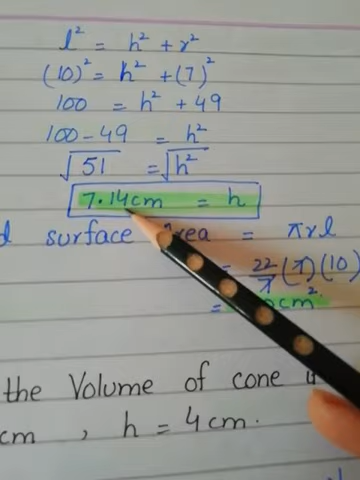 l² = h² + r²
(10)² = h² + (7)²
100 = h² + 49
100 - 49 = h²
√51 = √h²
7.14cm = h
surface Area = πrl
= 22/7 (7)(10)
= cm²
the Volume of cone
cm , h = 4cm.